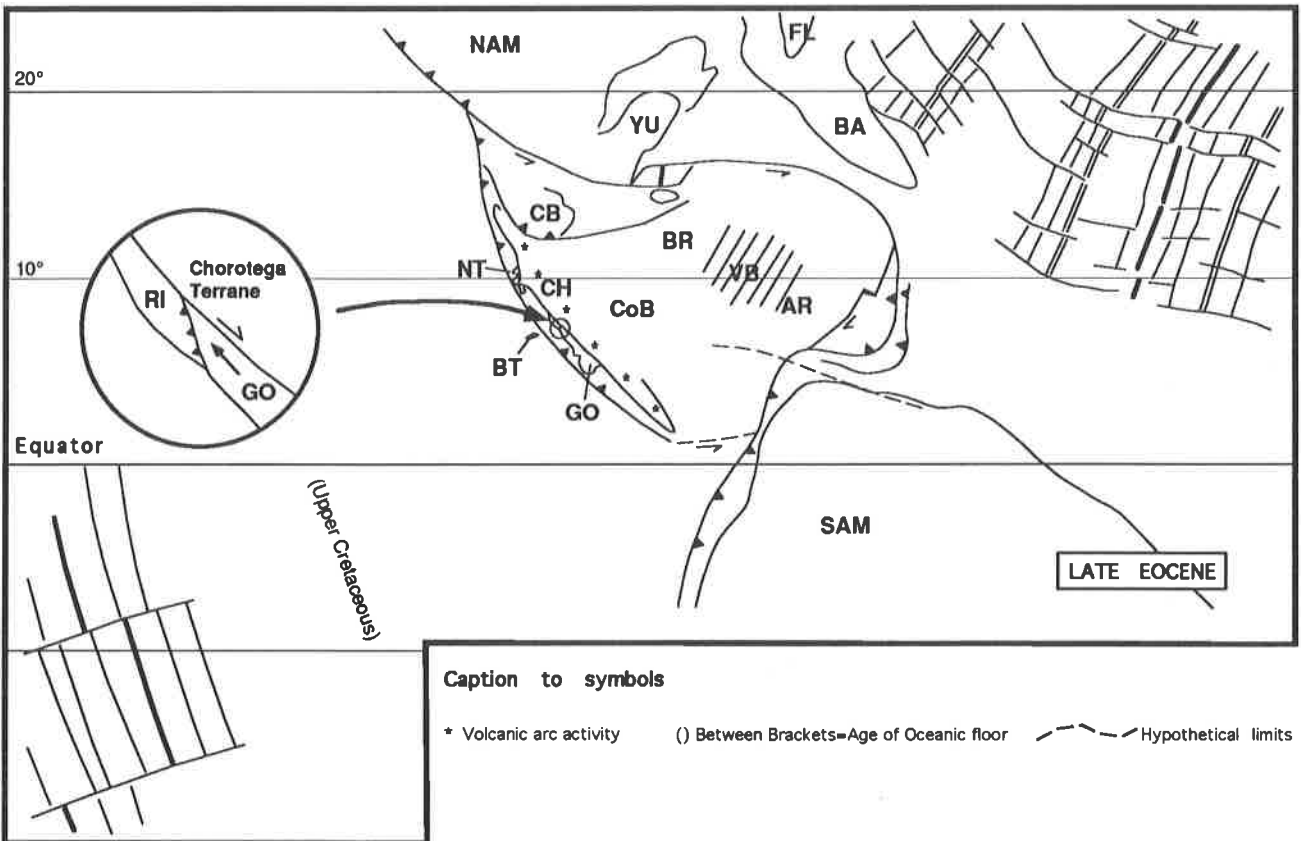 NAM
FL
20°
YU
BA
CB
BR
10°
NT
Chorotega
Terrane
RI
CH
VB
CoB
AR
BT
GO
GO
Equator
(Upper Cretaceous)
SAM
LATE EOCENE
Caption to symbols
* Volcanic arc activity () Between Brackets=Age of Oceanic floor Hypothetical limits